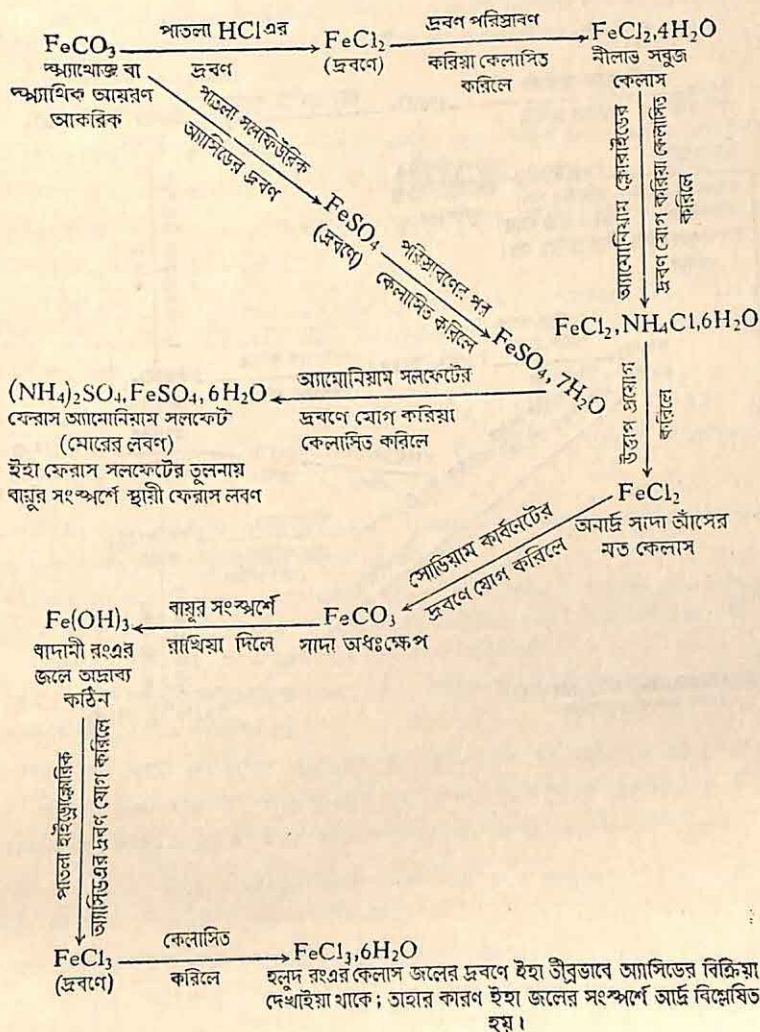 FeCO₃ পাতলা HCl এর FeCl₂ দ্রবণ পরিস্রাবণ FeCl₂,4H₂O
স্প্যাথোজ বা দ্রবণ (দ্রবণে) করিয়া কেলাসিত নীলাভ সবুজ
স্প্যাথিক আয়রণ করিলে কেলাস
আকরিক
পাতলা সলফিউরিক
অ্যাসিডের দ্রবণ
FeSO₄
(দ্রবণে)
পরিস্রাবণের পর
কেলাসিত করিলে
FeSO₄, 7H₂O
অ্যামোনিয়াম ক্লোরাইডের
দ্রবণ যোগ করিয়া কেলাসিত
করিলে
FeCl₂,NH₄Cl,6H₂O
(NH₄)₂SO₄,FeSO₄,6H₂O অ্যামোনিয়াম সলফেটের
ফেরাস অ্যামোনিয়াম সলফেট দ্রবণে যোগ করিয়া
(মোরের লবণ) কেলাসিত করিলে
ইহা ফেরাস সলফেটের তুলনায়
বায়ুর সংস্পর্শে স্থায়ী ফেরাস লবণ
উত্তাপ প্রয়োগ
করিলে
FeCl₂
অনার্দ্র সাদা আঁসের
মত কেলাস
সোডিয়াম কার্বনেটের
দ্রবণে যোগ করিলে
Fe(OH)₃ বায়ুর সংস্পর্শে FeCO₃
বাদামী রংএর রাখিয়া দিলে সাদা অধঃক্ষেপ
জলে অদ্রাব্য
কঠিন
পাতলা হাইড্রোক্লোরিক
অ্যাসিডএর দ্রবণ যোগ করিলে
FeCl₃ কেলাসিত FeCl₃,6H₂O
(দ্রবণে) করিলে হলুদ রংএর কেলাস জলের দ্রবণে ইহা তীব্রভাবে অ্যাসিডের বিক্রিয়া
দেখাইয়া থাকে; তাহার কারণ ইহা জলের সংস্পর্শে আর্দ্র বিশ্লেষিত
হয়।